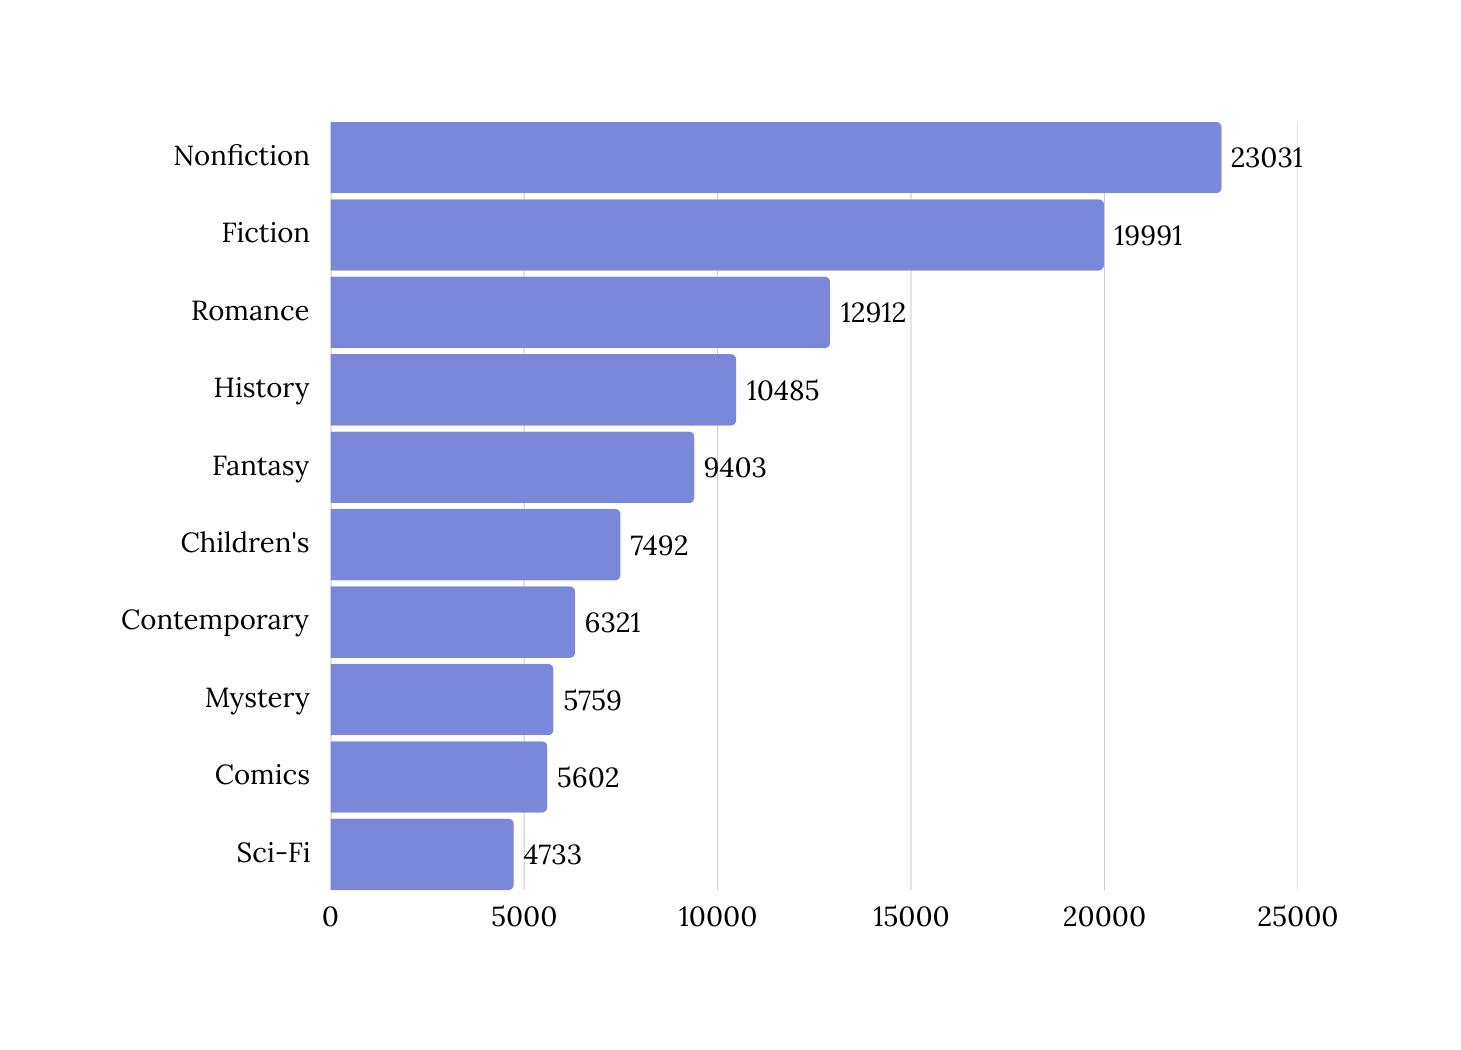 Nonfiction 23031
Fiction 19991
Romance 12912
History 10485
Fantasy 9403
Children's 7492
Contemporary 6321
Mystery 5759
Comics 5602
Sci-Fi 4733
0 5000 10000 15000 20000 25000